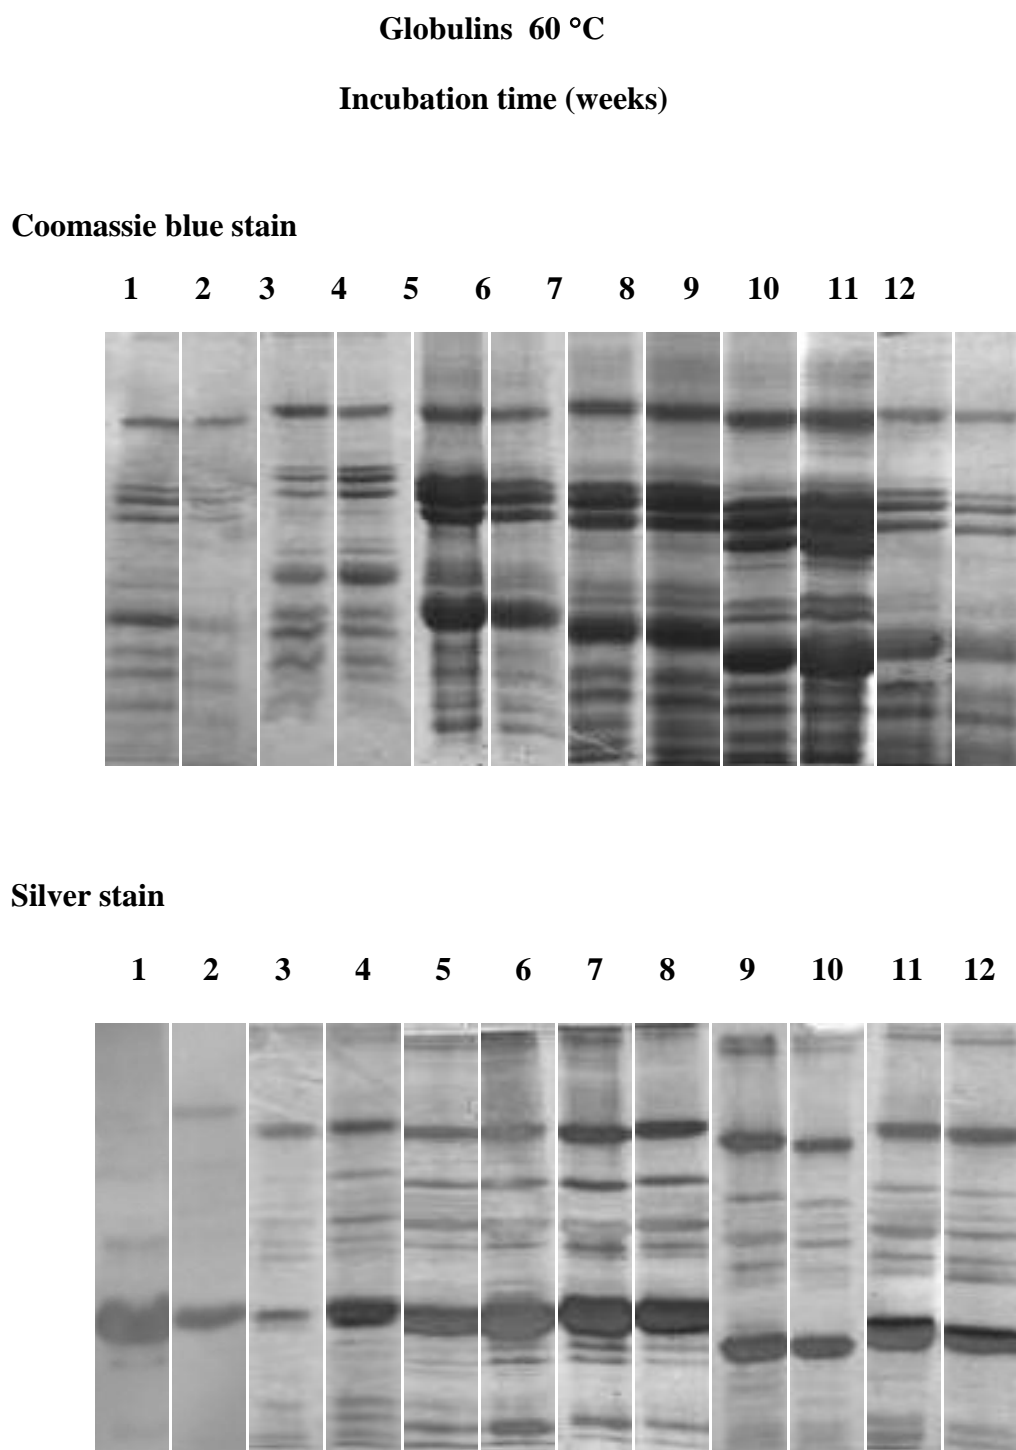 Globulins 60 °C
Incubation time (weeks)
Coomassie blue stain
1 2 3 4 5 6 7 8 9 10 11 12
Silver stain
1 2 3 4 5 6 7 8 9 10 11 12